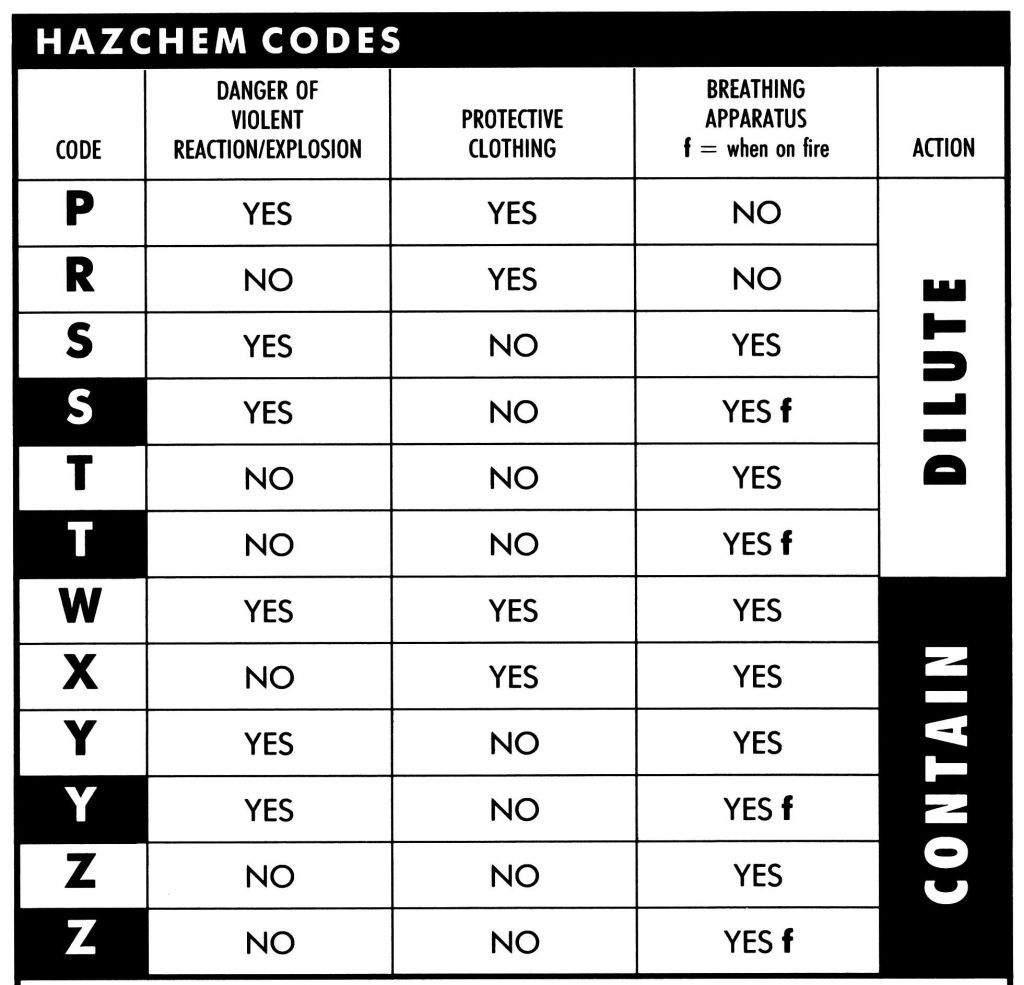 HAZCHEM CODES
CODE
DANGER OF
VIOLENT
REACTION/EXPLOSION
PROTECTIVE
CLOTHING
BREATHING
APPARATUS
f = when on fire
ACTION
P YES YES NO
R NO YES NO
S YES NO YES
S YES NO YES f
T NO NO YES
T NO NO YES f
DILUTE
W YES YES YES
X NO YES YES
Y YES NO YES
Y YES NO YES f
Z NO NO YES
Z NO NO YES f
CONTAIN